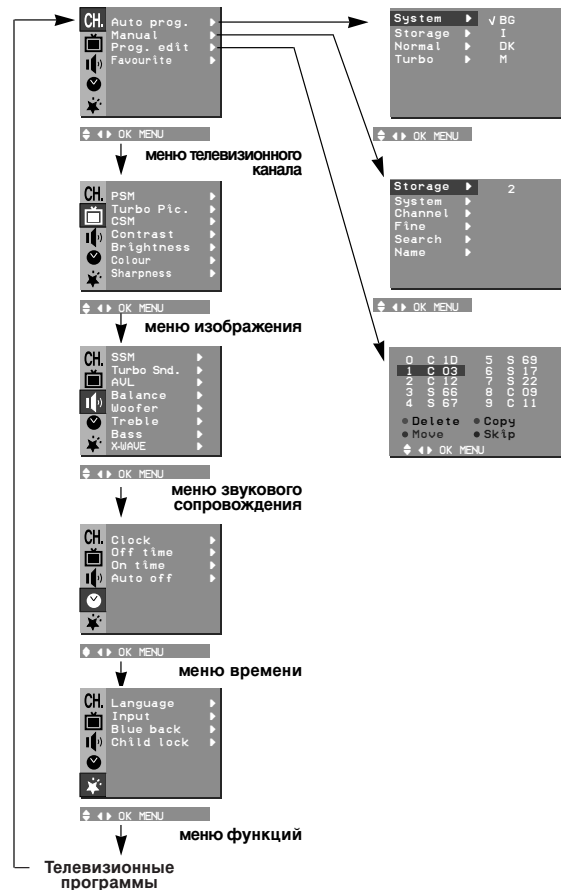 CH.
Auto prog.
Manual
Prog. edit
Favourite
OK MENU
меню телевизионного
канала
CH.
PSM
Turbo Pic.
CSM
Contrast
Brightness
Colour
Sharpness
OK MENU
меню изображения
CH.
SSM
Turbo Snd.
AVL
Balance
Woofer
Treble
Bass
X-WAVE
OK MENU
меню звукового
сопровождения
CH.
Clock
Off time
On time
Auto off
OK MENU
меню времени
CH.
Language
Input
Blue back
Child lock
OK MENU
меню функций
Телевизионные
программы
System √ BG
Storage I
Normal DK
Turbo M
OK MENU
Storage 2
System
Channel
Fine
Search
Name
OK MENU
0 C 10 5 S 69
1 C 03 6 S 17
2 C 12 7 S 22
3 S 66 8 C 09
4 S 67 9 C 11
Delete Copy
Move Skip
OK MENU